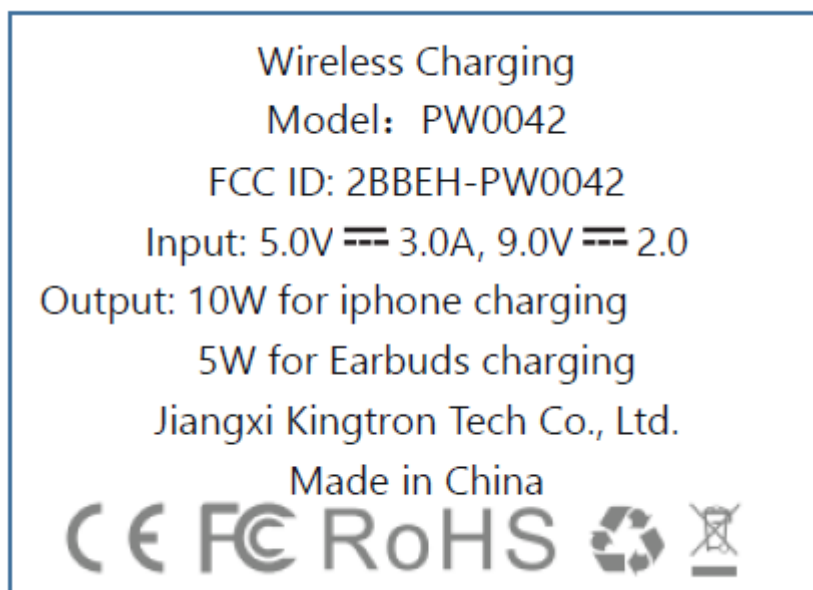 Wireless Charging
Model：PW0042
FCC ID: 2BBEH-PW0042
Input: 5.0V ⎓ 3.0A, 9.0V ⎓ 2.0
Output: 10W for iphone charging
5W for Earbuds charging
Jiangxi Kingtron Tech Co., Ltd.
Made in China
CE FC RoHS